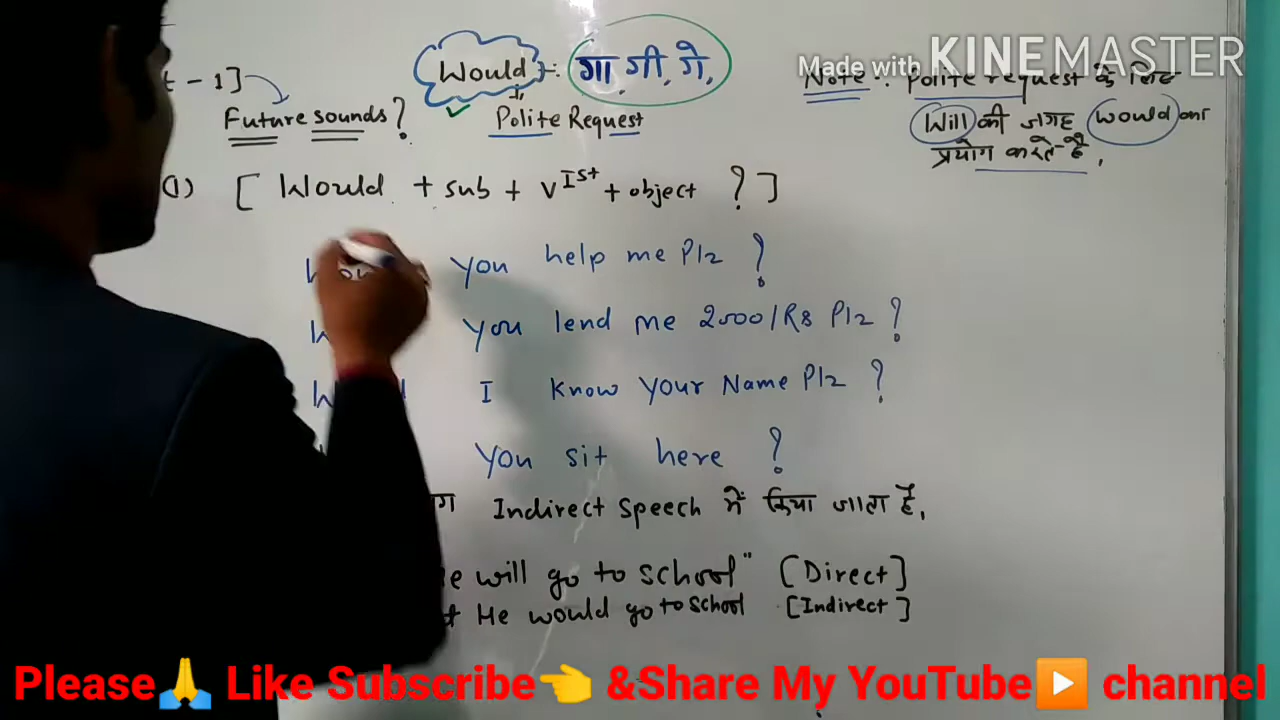 Made with KINEMASTER
t - 1]
Would :- गा, गी, गे,
Future sounds?
Polite Request
Note :- Polite request के लिए
Will की जगह would का
प्रयोग करते है,
(1) [ Would + sub + V Ist + object ? ]
you help me Plz ?
you lend me 2000/Rs Plz ?
I know your Name Plz ?
you sit here ?
Indirect speech में किया जाता है,
will go to school" [Direct]
He would go to school [Indirect]
Please🙏 Like Subscribe👈 &Share My YouTube▶️ channel